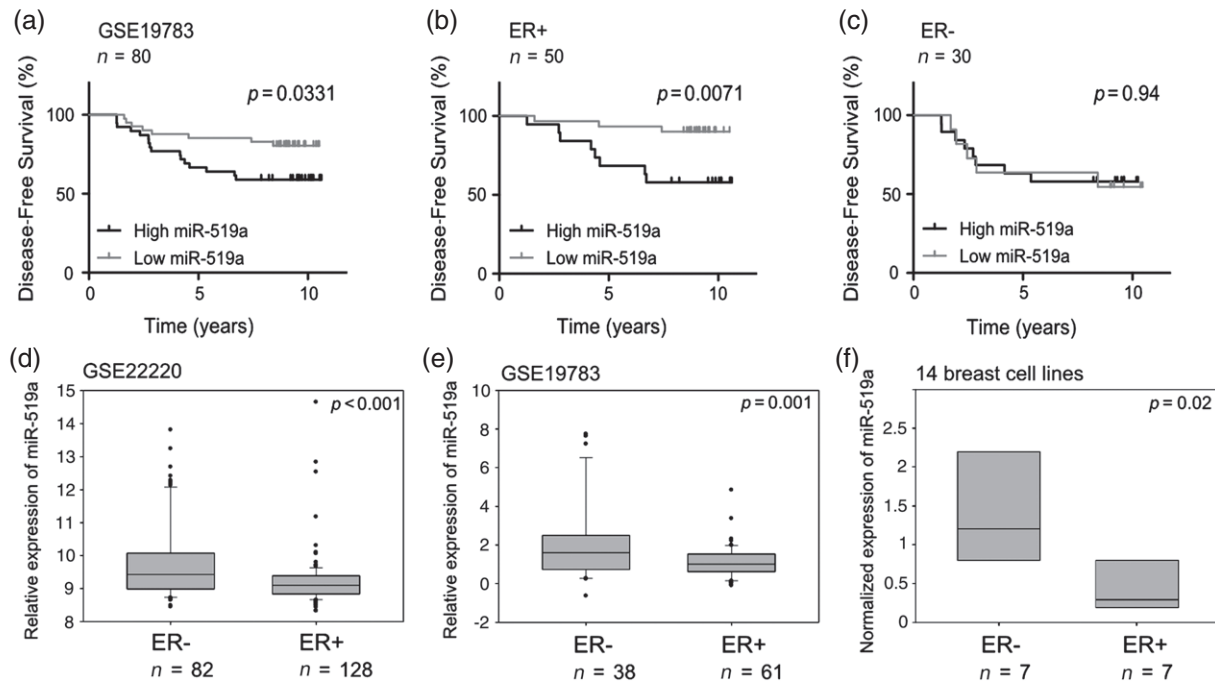 (a)
GSE19783
n = 80
p = 0.0331
Disease-Free Survival (%)
100
50
0
High miR-519a
Low miR-519a
0 5 10
Time (years)
(b)
ER+
n = 50
p = 0.0071
Disease-Free Survival (%)
100
50
0
High miR-519a
Low miR-519a
0 5 10
Time (years)
(c)
ER-
n = 30
p = 0.94
Disease-Free Survival (%)
100
50
0
High miR-519a
Low miR-519a
0 5 10
Time (years)
(d)
GSE22220
p < 0.001
Relative expression of miR-519a
15
14
13
12
11
10
9
8
ER- ER+
n = 82 n = 128
(e)
GSE19783
p = 0.001
Relative expression of miR-519a
10
8
6
4
2
0
-2
ER- ER+
n = 38 n = 61
(f)
14 breast cell lines
p = 0.02
Normalized expression of miR-519a
2.5
2
1.5
1
0.5
0
ER- ER+
n = 7 n = 7